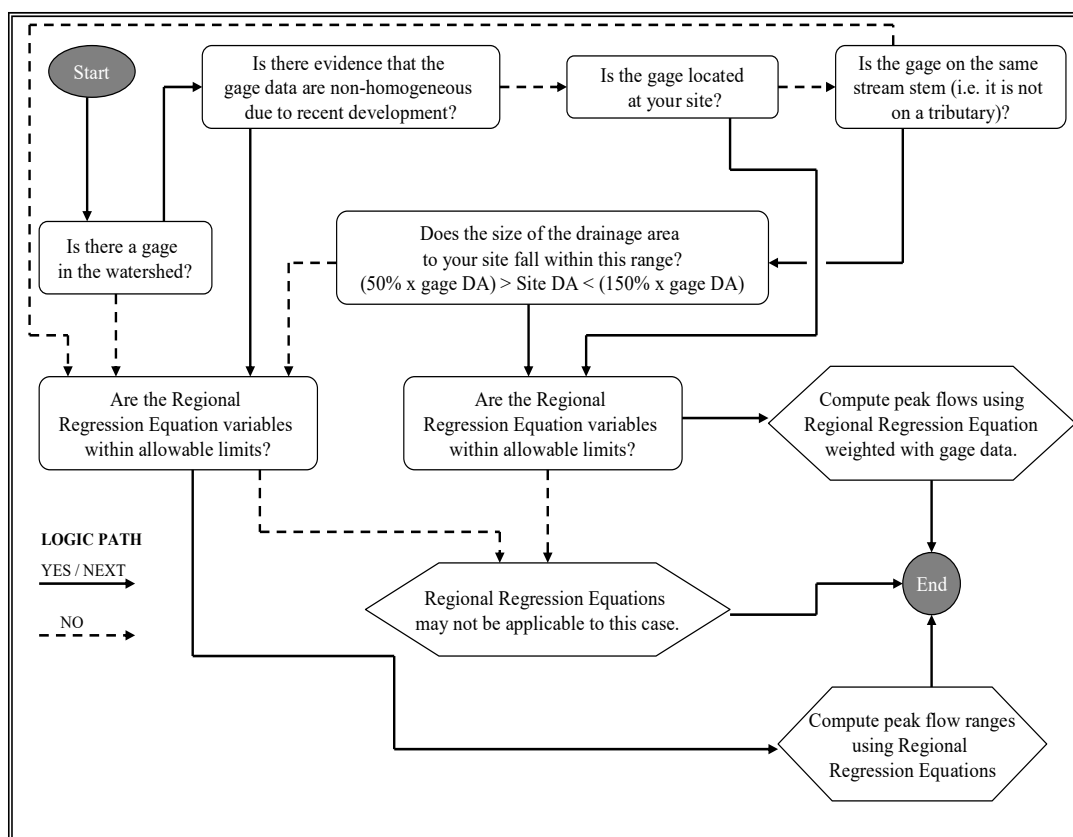 Start
Is there evidence that the
gage data are non-homogeneous
due to recent development?
Is the gage located
at your site?
Is the gage on the same
stream stem (i.e. it is not
on a tributary)?
Is there a gage
in the watershed?
Does the size of the drainage area
to your site fall within this range?
(50% x gage DA) > Site DA < (150% x gage DA)
Are the Regional
Regression Equation variables
within allowable limits?
Are the Regional
Regression Equation variables
within allowable limits?
Compute peak flows using
Regional Regression Equation
weighted with gage data.
LOGIC PATH
YES / NEXT
NO
Regional Regression Equations
may not be applicable to this case.
End
Compute peak flow ranges
using Regional
Regression Equations